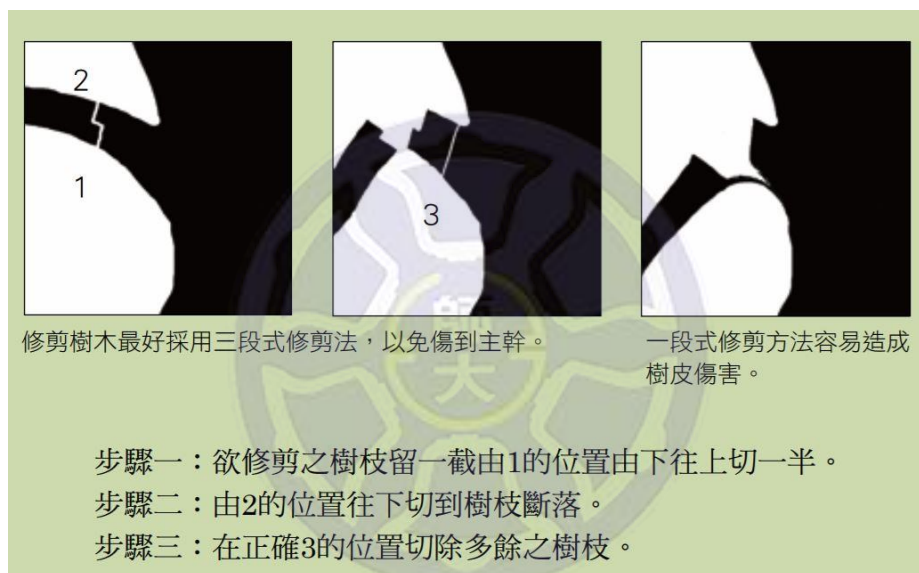 2
1
3
修剪樹木最好採用三段式修剪法，以免傷到主幹。
一段式修剪方法容易造成
樹皮傷害。
師大
步驟一：欲修剪之樹枝留一截由1的位置由下往上切一半。
步驟二：由2的位置往下切到樹枝斷落。
步驟三：在正確3的位置切除多餘之樹枝。